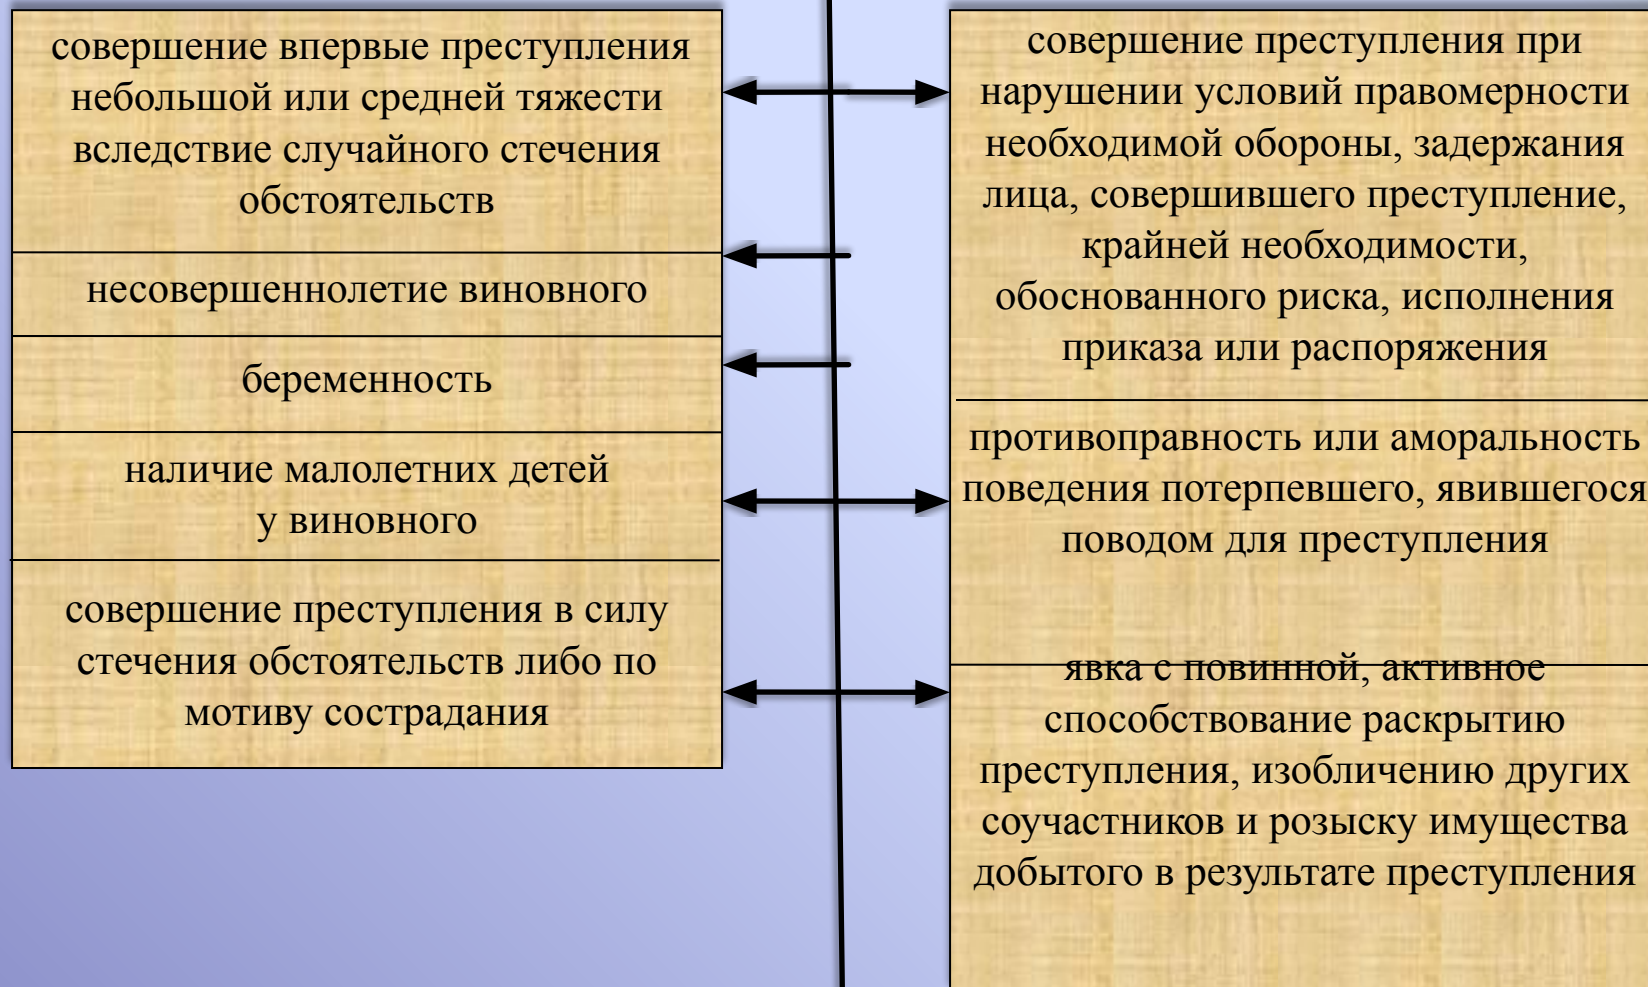 совершение впервые преступления
небольшой или средней тяжести
вследствие случайного стечения
обстоятельств
несовершеннолетие виновного
беременность
наличие малолетних детей
у виновного
совершение преступления в силу
стечения обстоятельств либо по
мотиву сострадания
совершение преступления при
нарушении условий правомерности
необходимой обороны, задержания
лица, совершившего преступление,
крайней необходимости,
обоснованного риска, исполнения
приказа или распоряжения
противоправность или аморальность
поведения потерпевшего, явившегося
поводом для преступления
явка с повинной, активное
способствование раскрытию
преступления, изобличению других
соучастников и розыску имущества
добытого в результате преступления